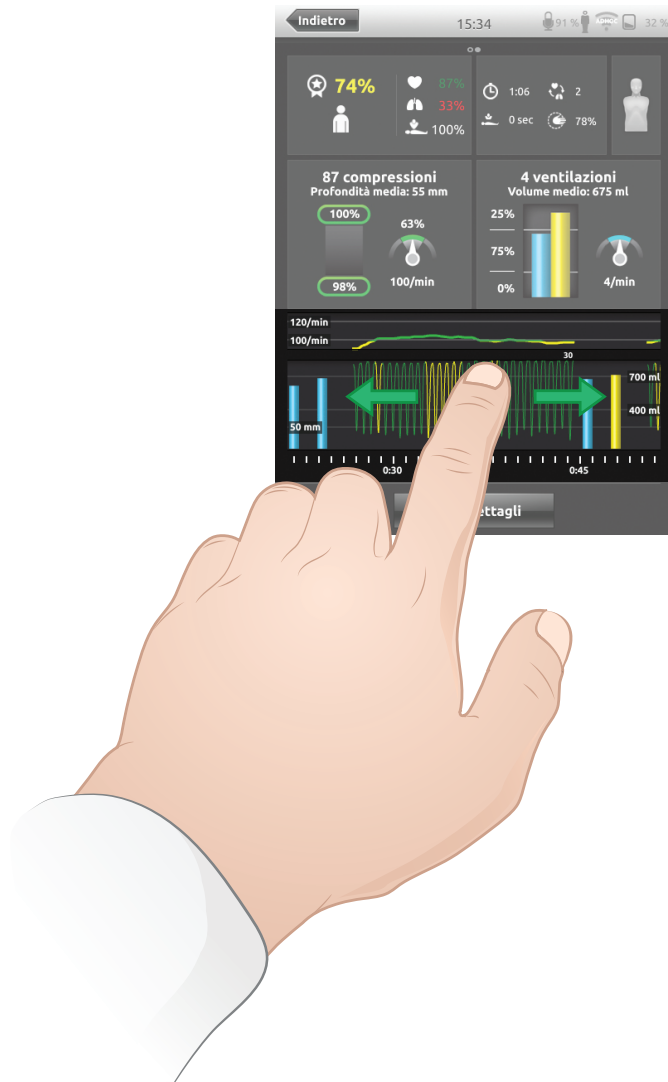 Indietro
15:34
91 %
ADHOC
32 %
74%
87%
33%
100%
1:06
2
0 sec
78%
87 compressioni
Profondità media: 55 mm
100%
63%
98%
100/min
4 ventilazioni
Volume medio: 675 ml
25%
75%
0%
4/min
120/min
100/min
30
700 ml
400 ml
50 mm
0:30
0:45
ettagli